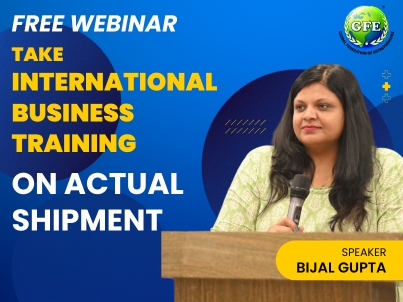 FREE WEBINAR
TAKE
INTERNATIONAL
BUSINESS
TRAINING
ON ACTUAL
SHIPMENT
GFE
SPEAKER
BIJAL GUPTA